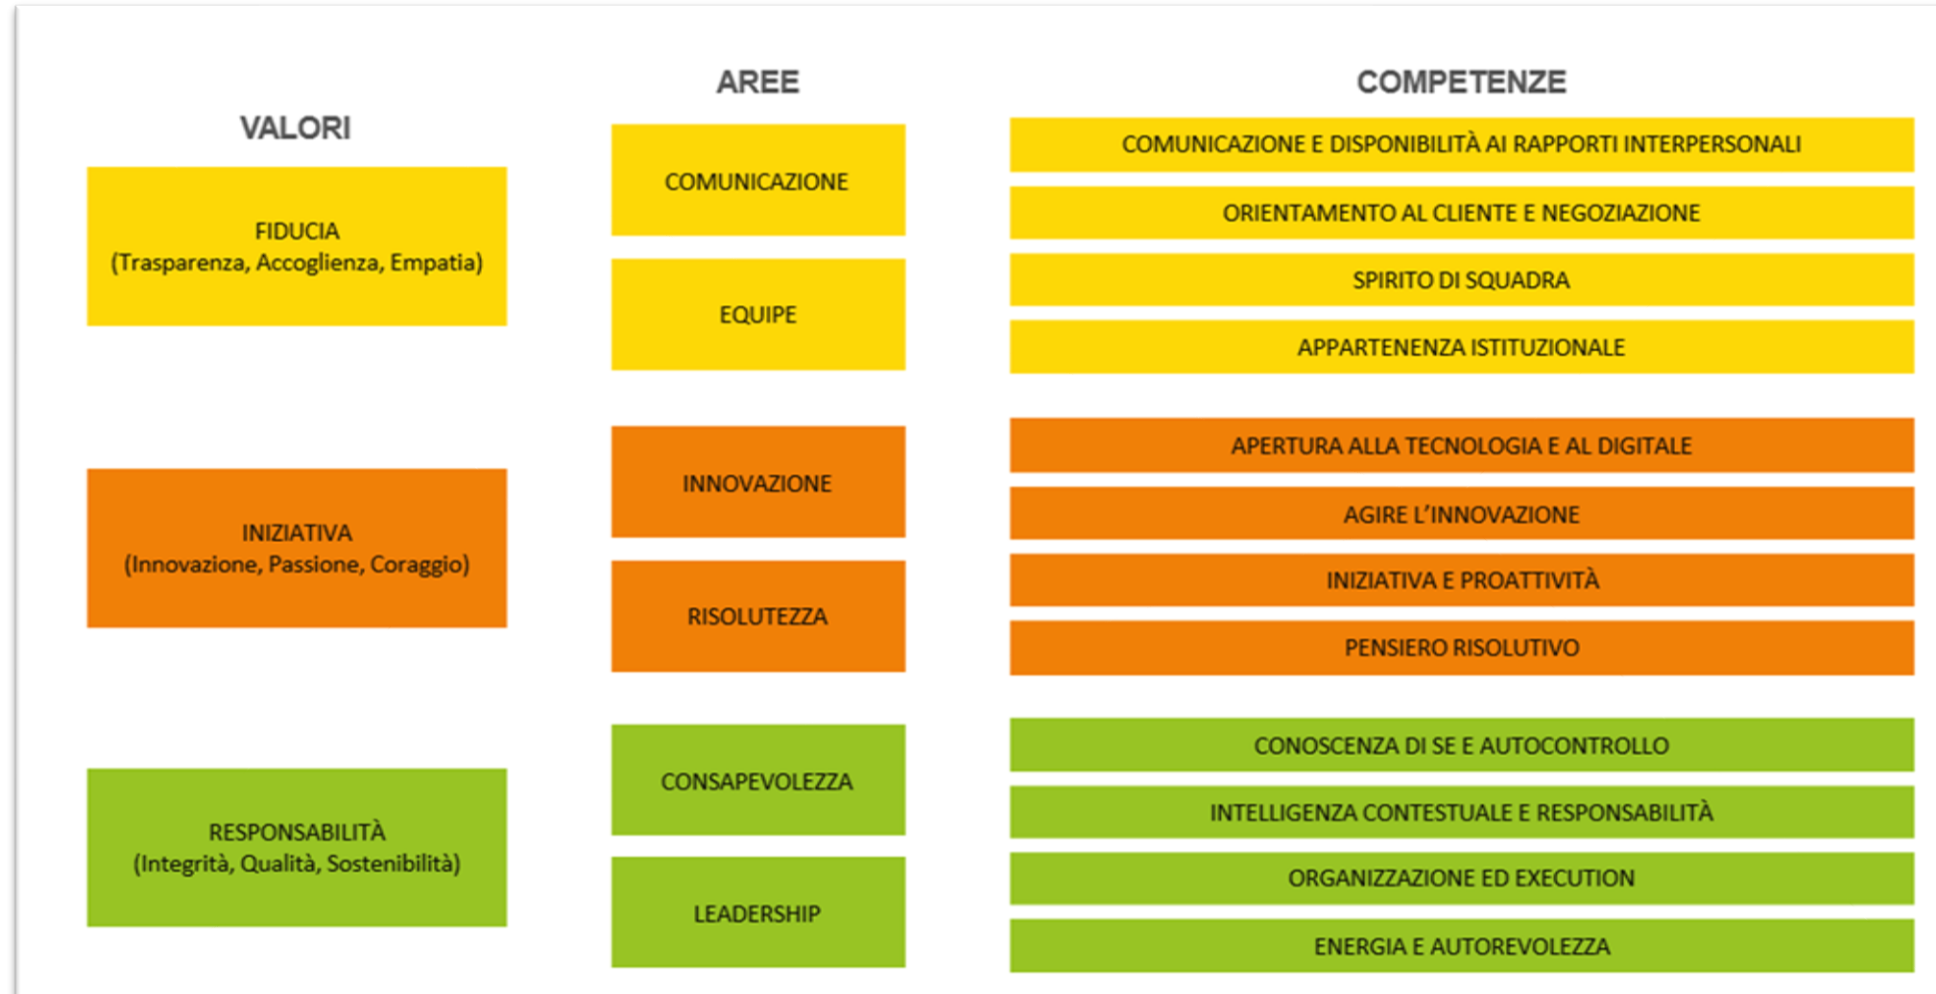 VALORI
AREE
COMPETENZE
FIDUCIA
(Trasparenza, Accoglienza, Empatia)
COMUNICAZIONE
EQUIPE
COMUNICAZIONE E DISPONIBILITÀ AI RAPPORTI INTERPERSONALI
ORIENTAMENTO AL CLIENTE E NEGOZIAZIONE
SPIRITO DI SQUADRA
APPARTENENZA ISTITUZIONALE
INIZIATIVA
(Innovazione, Passione, Coraggio)
INNOVAZIONE
RISOLUTEZZA
APERTURA ALLA TECNOLOGIA E AL DIGITALE
AGIRE L’INNOVAZIONE
INIZIATIVA E PROATTIVITÀ
PENSIERO RISOLUTIVO
RESPONSABILITÀ
(Integrità, Qualità, Sostenibilità)
CONSAPEVOLEZZA
LEADERSHIP
CONOSCENZA DI SE E AUTOCONTROLLO
INTELLIGENZA CONTESTUALE E RESPONSABILITÀ
ORGANIZZAZIONE ED EXECUTION
ENERGIA E AUTOREVOLEZZA